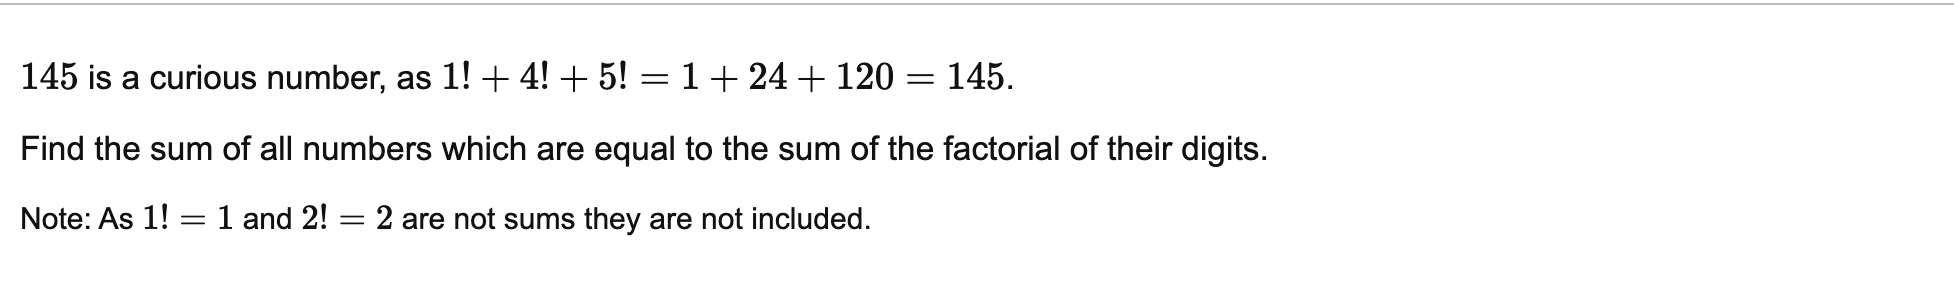 145 is a curious number, as 1! + 4! + 5! = 1 + 24 + 120 = 145.
Find the sum of all numbers which are equal to the sum of the factorial of their digits.
Note: As 1! = 1 and 2! = 2 are not sums they are not included.